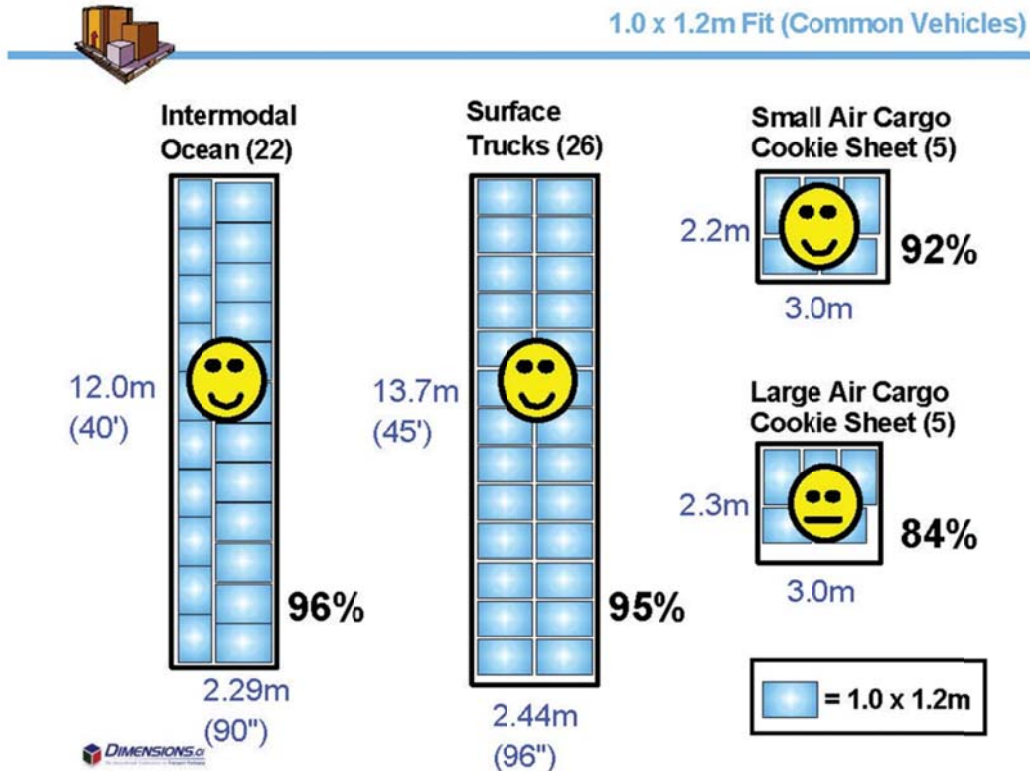 1.0 x 1.2m Fit (Common Vehicles)
Intermodal
Ocean (22)
12.0m
(40')
96%
2.29m
(90")
Surface
Trucks (26)
13.7m
(45')
95%
2.44m
(96")
Small Air Cargo
Cookie Sheet (5)
2.2m
92%
3.0m
Large Air Cargo
Cookie Sheet (5)
2.3m
84%
3.0m
= 1.0 x 1.2m
DIMENSIONS.